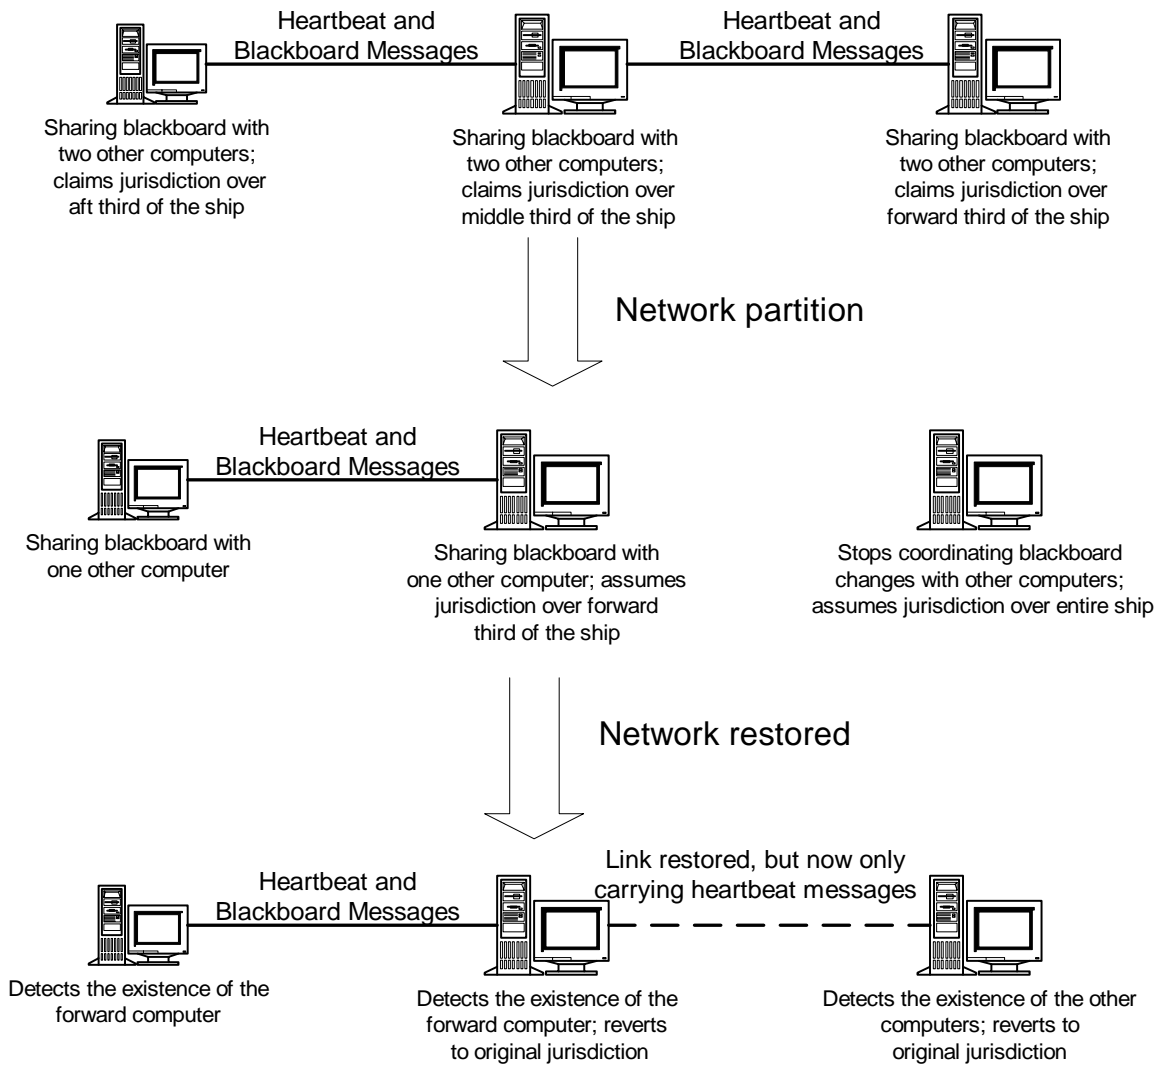 Heartbeat and
Blackboard Messages
Heartbeat and
Blackboard Messages
Sharing blackboard with
two other computers;
claims jurisdiction over
aft third of the ship
Sharing blackboard with
two other computers;
claims jurisdiction over
middle third of the ship
Sharing blackboard with
two other computers;
claims jurisdiction over
forward third of the ship
Network partition
Heartbeat and
Blackboard Messages
Sharing blackboard with
one other computer
Sharing blackboard with
one other computer; assumes
jurisdiction over forward
third of the ship
Stops coordinating blackboard
changes with other computers;
assumes jurisdiction over entire ship
Network restored
Heartbeat and
Blackboard Messages
Link restored, but now only
carrying heartbeat messages
Detects the existence of the
forward computer
Detects the existence of the
forward computer; reverts
to original jurisdiction
Detects the existence of the other
computers; reverts to
original jurisdiction